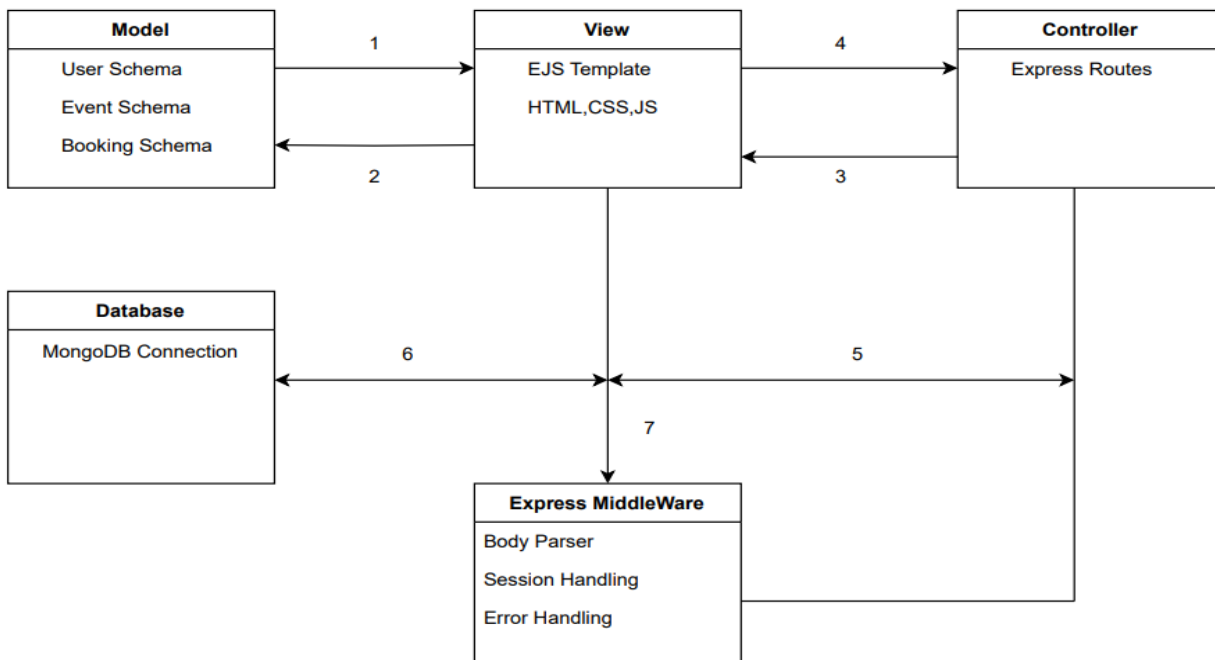 Model
User Schema
Event Schema
Booking Schema
1
2
View
EJS Template
HTML,CSS,JS
4
3
Controller
Express Routes
Database
MongoDB Connection
6
5
7
Express MiddleWare
Body Parser
Session Handling
Error Handling